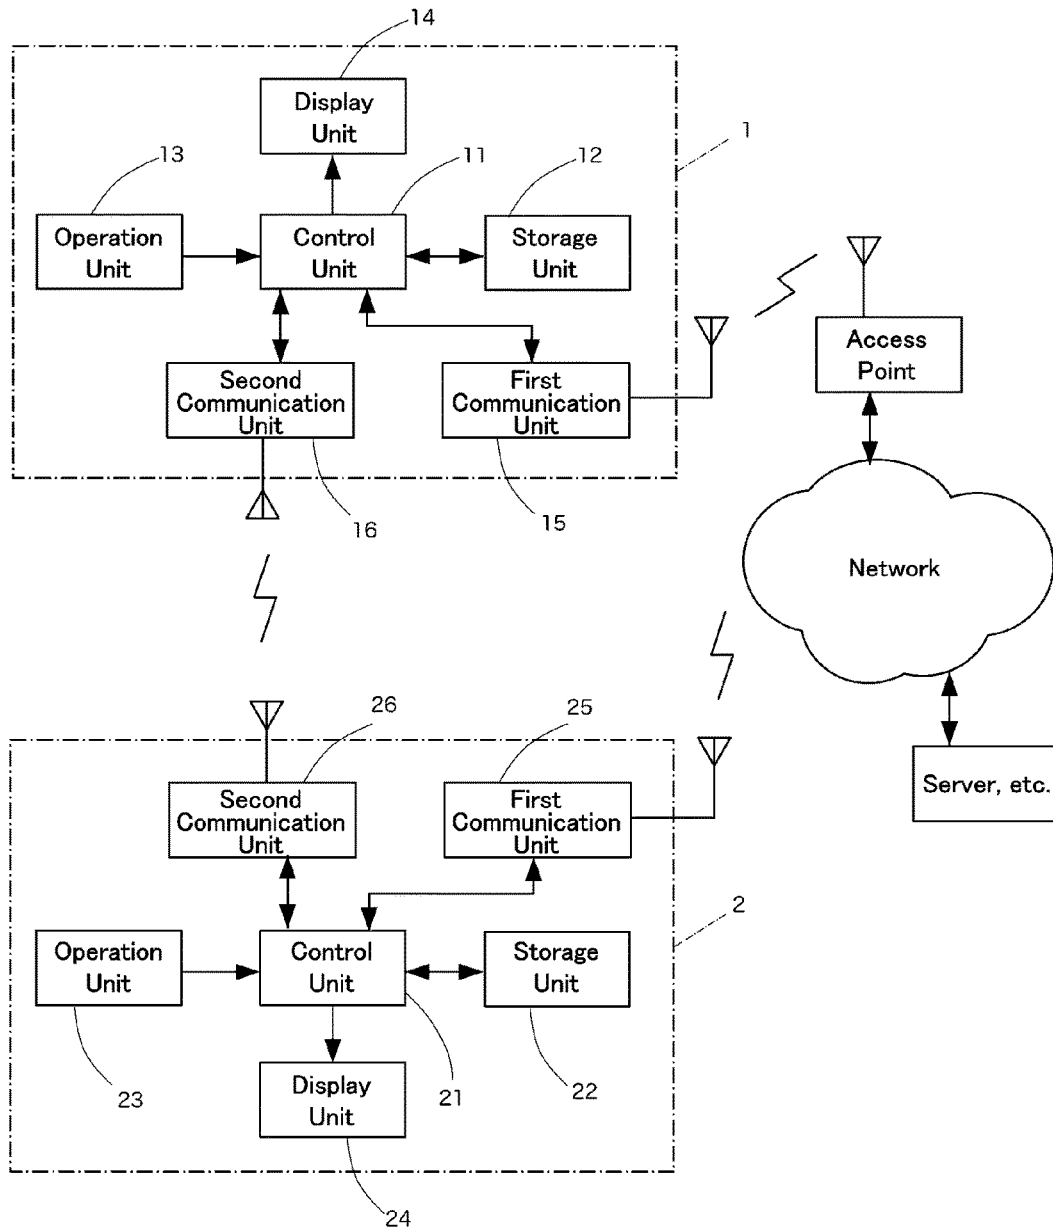 14
Display
Unit
1
13
11
12
Operation
Unit
Control
Unit
Storage
Unit
Second
Communication
Unit
First
Communication
Unit
Access
Point
16
15
Network
26
25
Second
Communication
Unit
First
Communication
Unit
Server, etc.
2
Operation
Unit
Control
Unit
Storage
Unit
23
Display
Unit
21
22
24